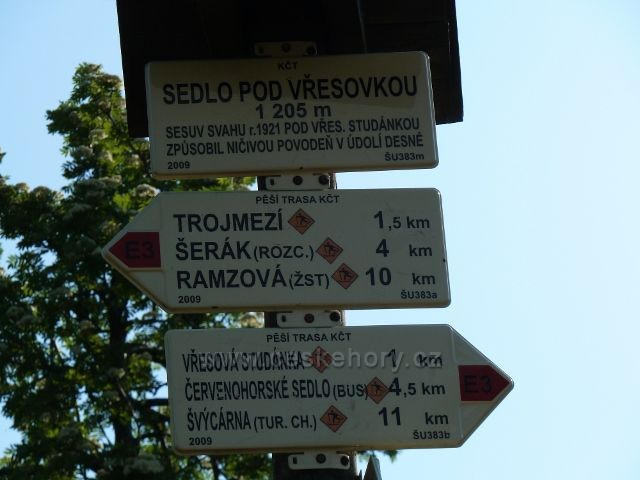 KČT
SEDLO POD VŘESOVKOU
1 205 m
SESUV SVAHU r.1921 POD VŘES. STUDÁNKOU
ZPŮSOBIL NIČIVOU POVODEŇ V ÚDOLÍ DESNÉ
2009 ŠU383m
PĚŠÍ TRASA KČT
TROJMEZÍ 1,5 km
E3 ŠERÁK (ROZC.) 4 km
RAMZOVÁ (ŽST) 10 km
2009 ŠU383a
PĚŠÍ TRASA KČT
VŘESOVÁ STUDÁNKA 1 km
ČERVENOHORSKÉ SEDLO (BUS) 4,5 km E3
ŠVÝCÁRNA (TUR. CH.) 11 km
2009 ŠU383b